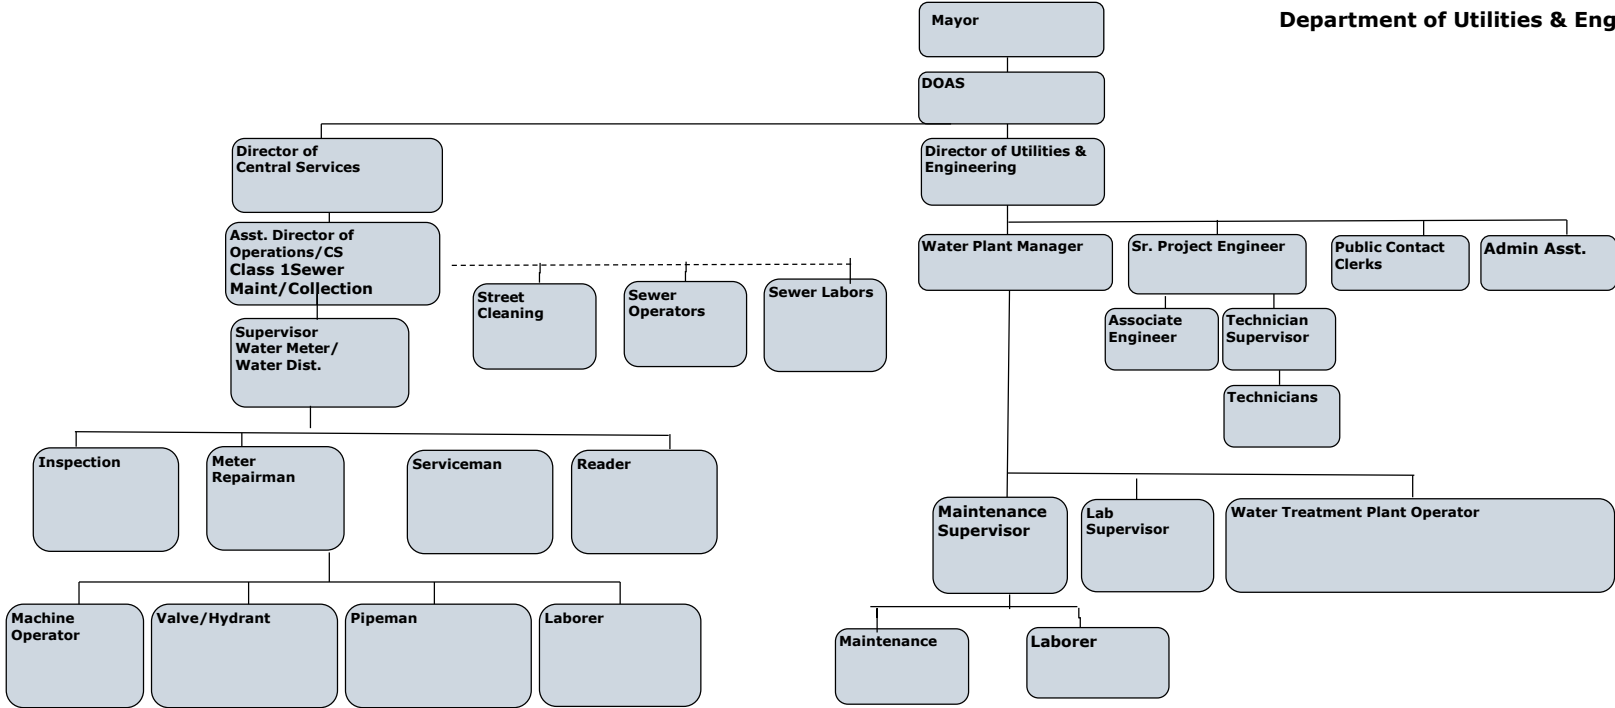 Department of Utilities & Eng
Mayor
DOAS
Director of
Central Services
Director of Utilities &
Engineering
Asst. Director of
Operations/CS
Class 1Sewer
Maint/Collection
Water Plant Manager
Sr. Project Engineer
Public Contact
Clerks
Admin Asst.
Street
Cleaning
Sewer
Operators
Sewer Labors
Supervisor
Water Meter/
Water Dist.
Associate
Engineer
Technician
Supervisor
Technicians
Inspection
Meter
Repairman
Serviceman
Reader
Maintenance
Supervisor
Lab
Supervisor
Water Treatment Plant Operator
Machine
Operator
Valve/Hydrant
Pipeman
Laborer
Maintenance
Laborer